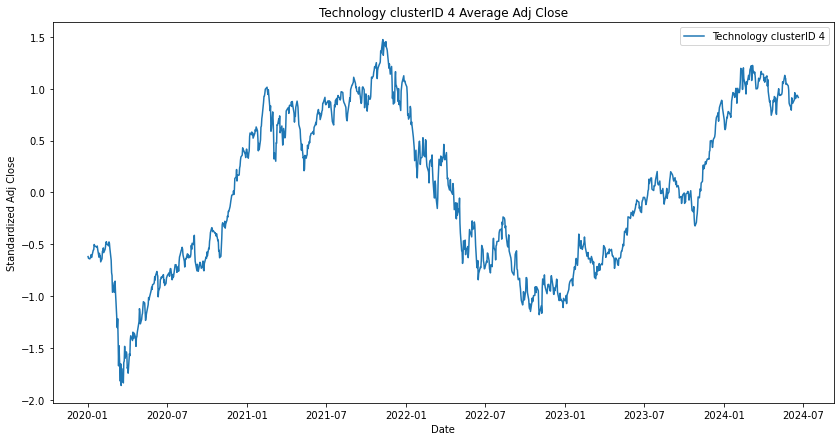 Technology clusterID 4 Average Adj Close
Technology clusterID 4
Standardized Adj Close
1.5
1.0
0.5
0.0
−0.5
−1.0
−1.5
−2.0
2020-01 2020-07 2021-01 2021-07 2022-01 2022-07 2023-01 2023-07 2024-01 2024-07
Date